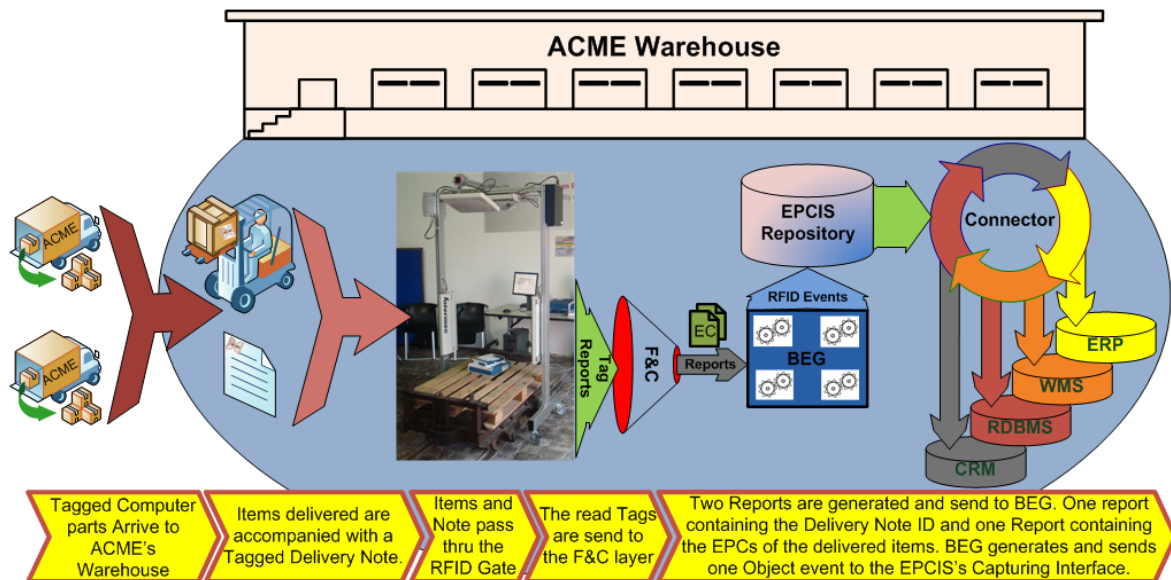 ACME Warehouse
ACME
ACME
Tag
Reports
F&C
EC
Reports
EPCIS
Repository
RFID Events
BEG
Connector
ERP
WMS
RDBMS
CRM
Tagged Computer
parts Arrive to
ACME's
Warehouse
Items delivered are
accompanied with a
Tagged Delivery Note.
Items and
Note pass
thru the
RFID Gate
The read Tags
are send to
the F&C layer
Two Reports are generated and send to BEG. One report
containing the Delivery Note ID and one Report containing
the EPCs of the delivered items. BEG generates and sends
one Object event to the EPCIS's Capturing Interface.